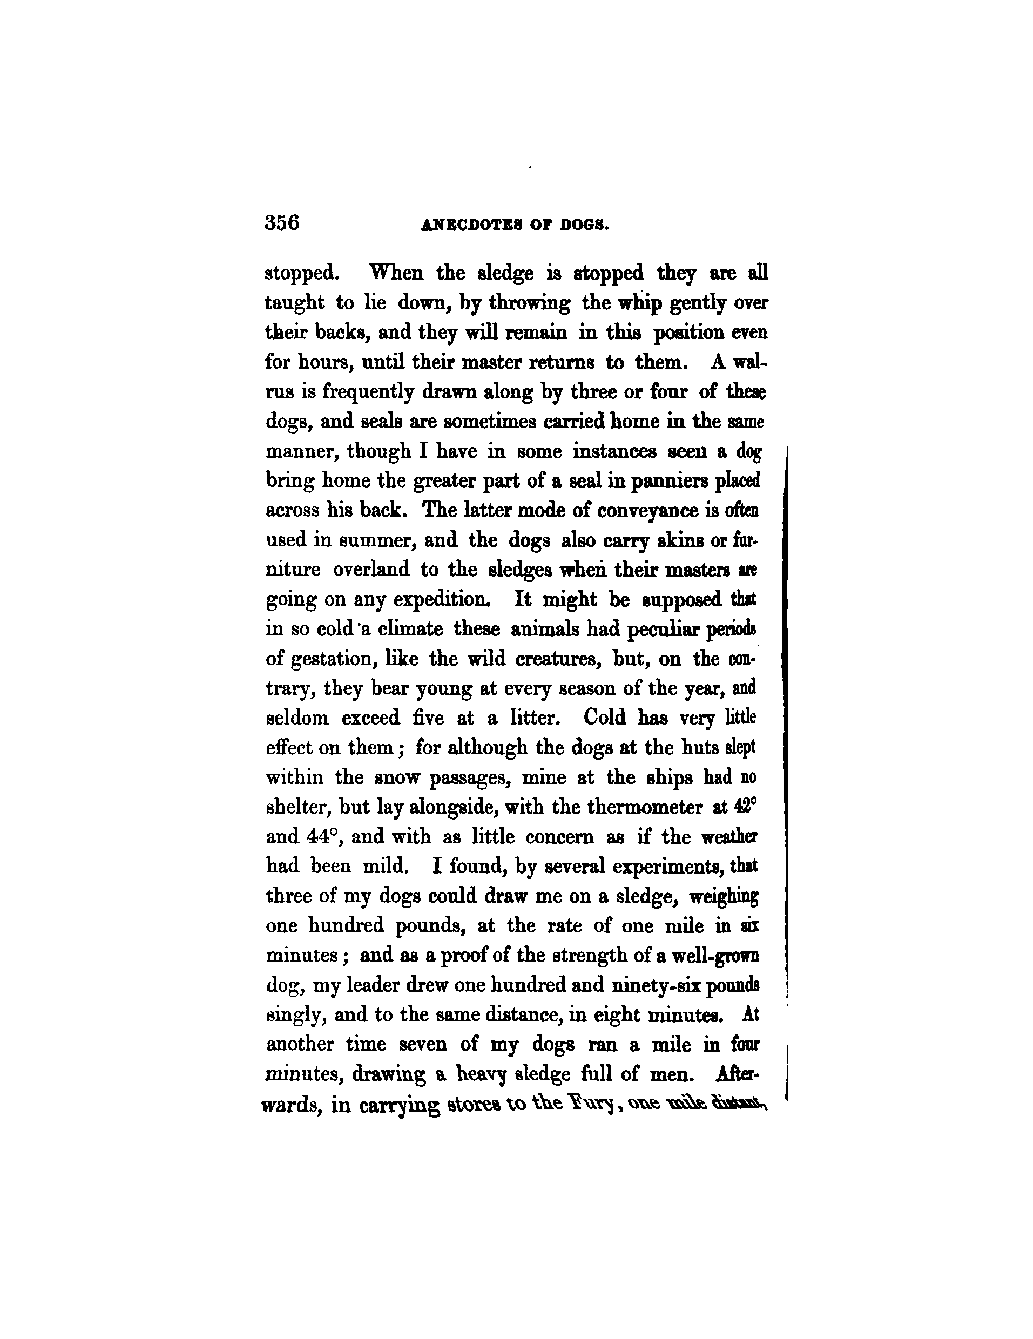 356 ANECDOTES OF DOGS.
stopped. When the sledge is stopped they are all
taught to lie down, by throwing the whip gently over
their backs, and they will remain in this position even
for hours, until their master returns to them. A wal-
rus is frequently drawn along by three or four of these
dogs, and seals are sometimes carried home in the same
manner, though I have in some instances seen a dog
bring home the greater part of a seal in panniers placed
across his back. The latter mode of conveyance is often
used in summer, and the dogs also carry skins or fur-
niture overland to the sledges when their masters are
going on any expedition. It might be supposed that
in so cold a climate these animals had peculiar periods
of gestation, like the wild creatures, but, on the con-
trary, they bear young at every season of the year, and
seldom exceed five at a litter. Cold has very little
effect on them; for although the dogs at the huts slept
within the snow passages, mine at the ships had no
shelter, but lay alongside, with the thermometer at 42°
and 44°, and with as little concern as if the weather
had been mild. I found, by several experiments, that
three of my dogs could draw me on a sledge, weighing
one hundred pounds, at the rate of one mile in six
minutes; and as a proof of the strength of a well-grown
dog, my leader drew one hundred and ninety-six pounds
singly, and to the same distance, in eight minutes. At
another time seven of my dogs ran a mile in four
minutes, drawing a heavy sledge full of men. After-
wards, in carrying stores to the Fury, one mile distant,